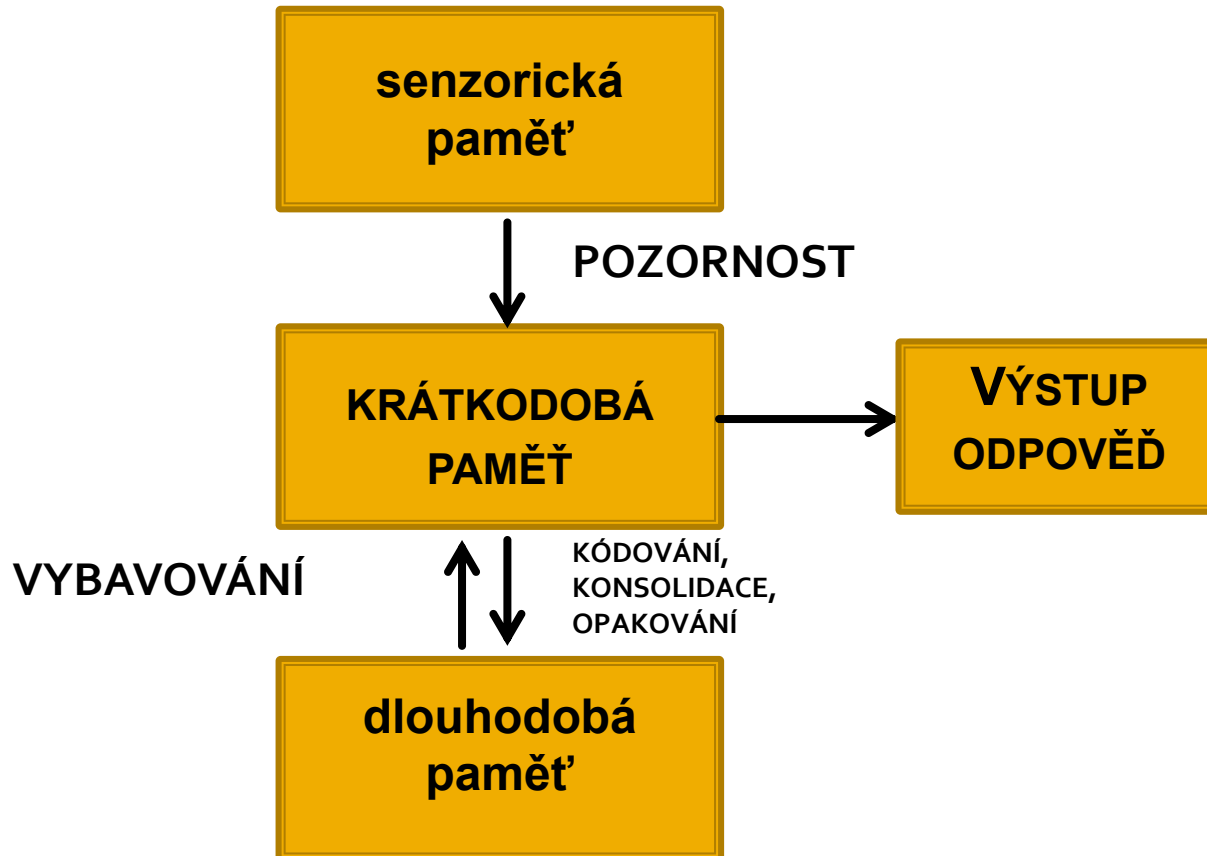 senzorická
paměť
POZORNOST
KRÁTKODOBÁ
PAMĚŤ
VÝSTUP
ODPOVĚĎ
VYBAVOVÁNÍ
KÓDOVÁNÍ,
KONSOLIDACE,
OPAKOVÁNÍ
dlouhodobá
paměť